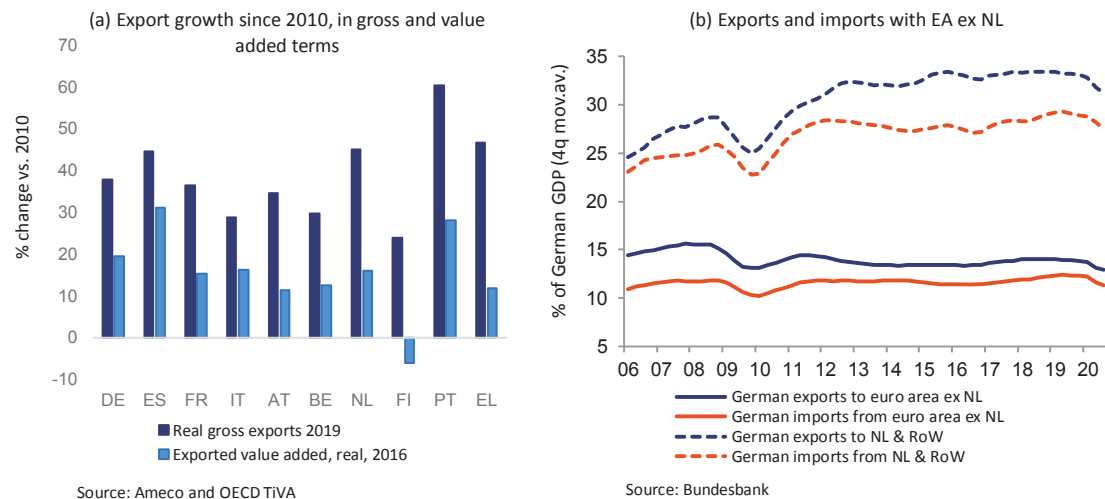 (a) Export growth since 2010, in gross and value
added terms
% change vs. 2010
70
60
50
40
30
20
10
0
-10
DE ES FR IT AT BE NL FI PT EL
Real gross exports 2019
Exported value added, real, 2016
Source: Ameco and OECD TiVA
(b) Exports and imports with EA ex NL
% of German GDP (4q mov.av.)
35
30
25
20
15
10
5
06 07 08 09 10 11 12 13 14 15 16 17 18 19 20
German exports to euro area ex NL
German imports from euro area ex NL
German exports to NL & RoW
German imports from NL & RoW
Source: Bundesbank